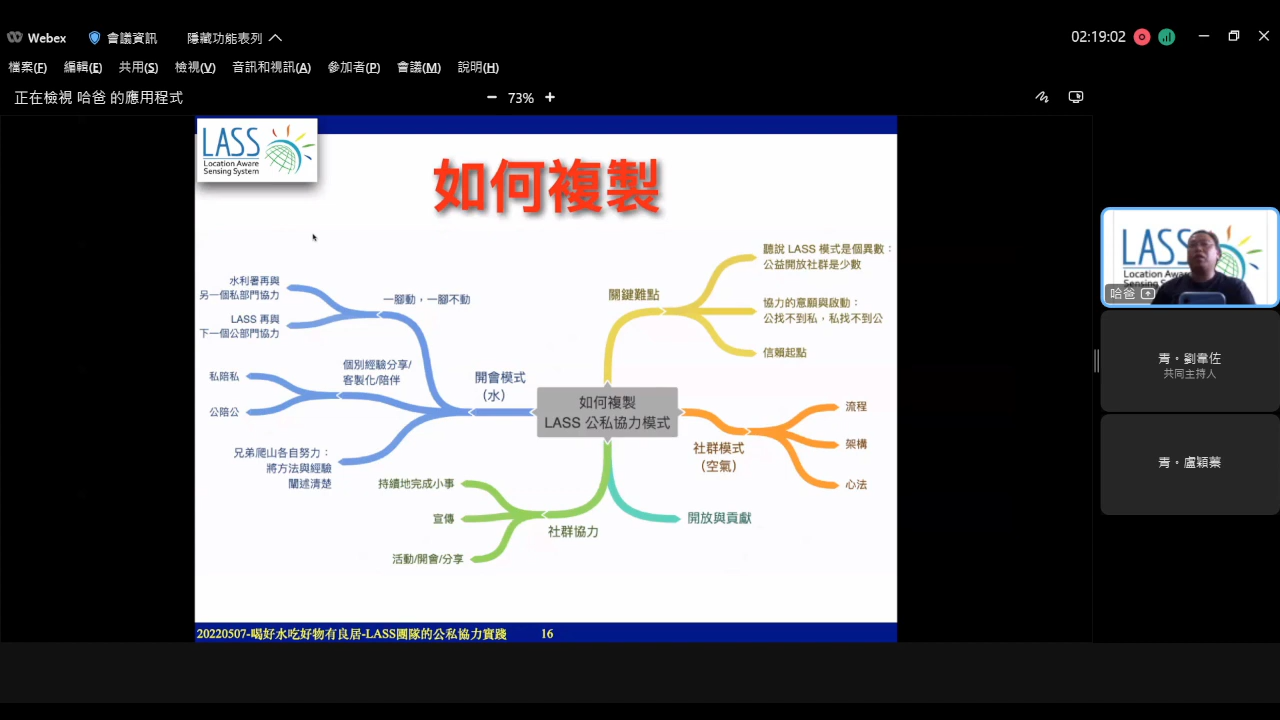 Webex
會議資訊
隱藏功能表列
02:19:02
檔案(F) 編輯(E) 共用(S) 檢視(V) 音訊和視訊(A) 參加者(P) 會議(M) 說明(H)
正在檢視 哈爸 的應用程式
73%
LASS
Location Aware
Sensing System
如何複製
聽說 LASS 模式是個異數：
公益開放社群是少數
關鍵難點
協力的意願與啟動：
公找不到私，私找不到公
信賴起點
水利署再與
另一個私部門協力
一腳動，一腳不動
LASS 再與
下一個公部門協力
個別經驗分享/
客製化/陪伴
私陪私
公陪公
開會模式
(水)
兄弟爬山各自努力：
將方法與經驗
闡述清楚
如何複製
LASS 公私協力模式
社群模式
(空氣)
流程
架構
心法
持續地完成小事
宣傳
活動/開會/分享
社群協力
開放與貢獻
20220507-喝好水吃好物有良居-LASS團隊的公私協力實踐
16
LASS
Location Aware
哈爸
青。劉韋佐
共同主持人
青。盧穎蓁